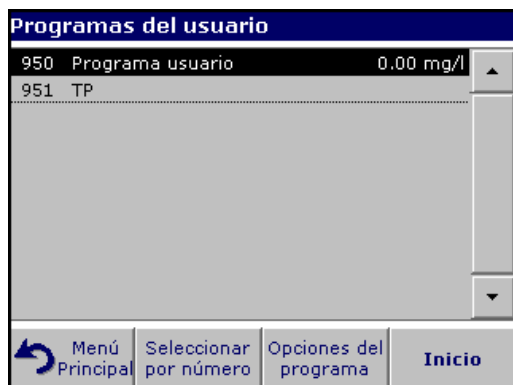 Programas del usuario
950 Programa usuario 0.00 mg/l
951 TP
Menú Principal
Seleccionar por número
Opciones del programa
Inicio